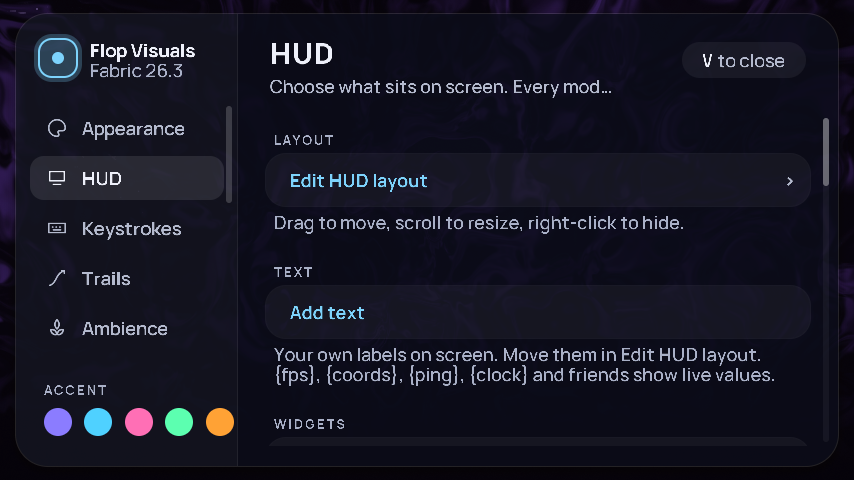 Flop Visuals
Fabric 26.3
Appearance
HUD
Keystrokes
Trails
Ambience
ACCENT
HUD
Choose what sits on screen. Every mod…
V to close
LAYOUT
Edit HUD layout
Drag to move, scroll to resize, right-click to hide.
TEXT
Add text
Your own labels on screen. Move them in Edit HUD layout.
{fps}, {coords}, {ping}, {clock} and friends show live values.
WIDGETS